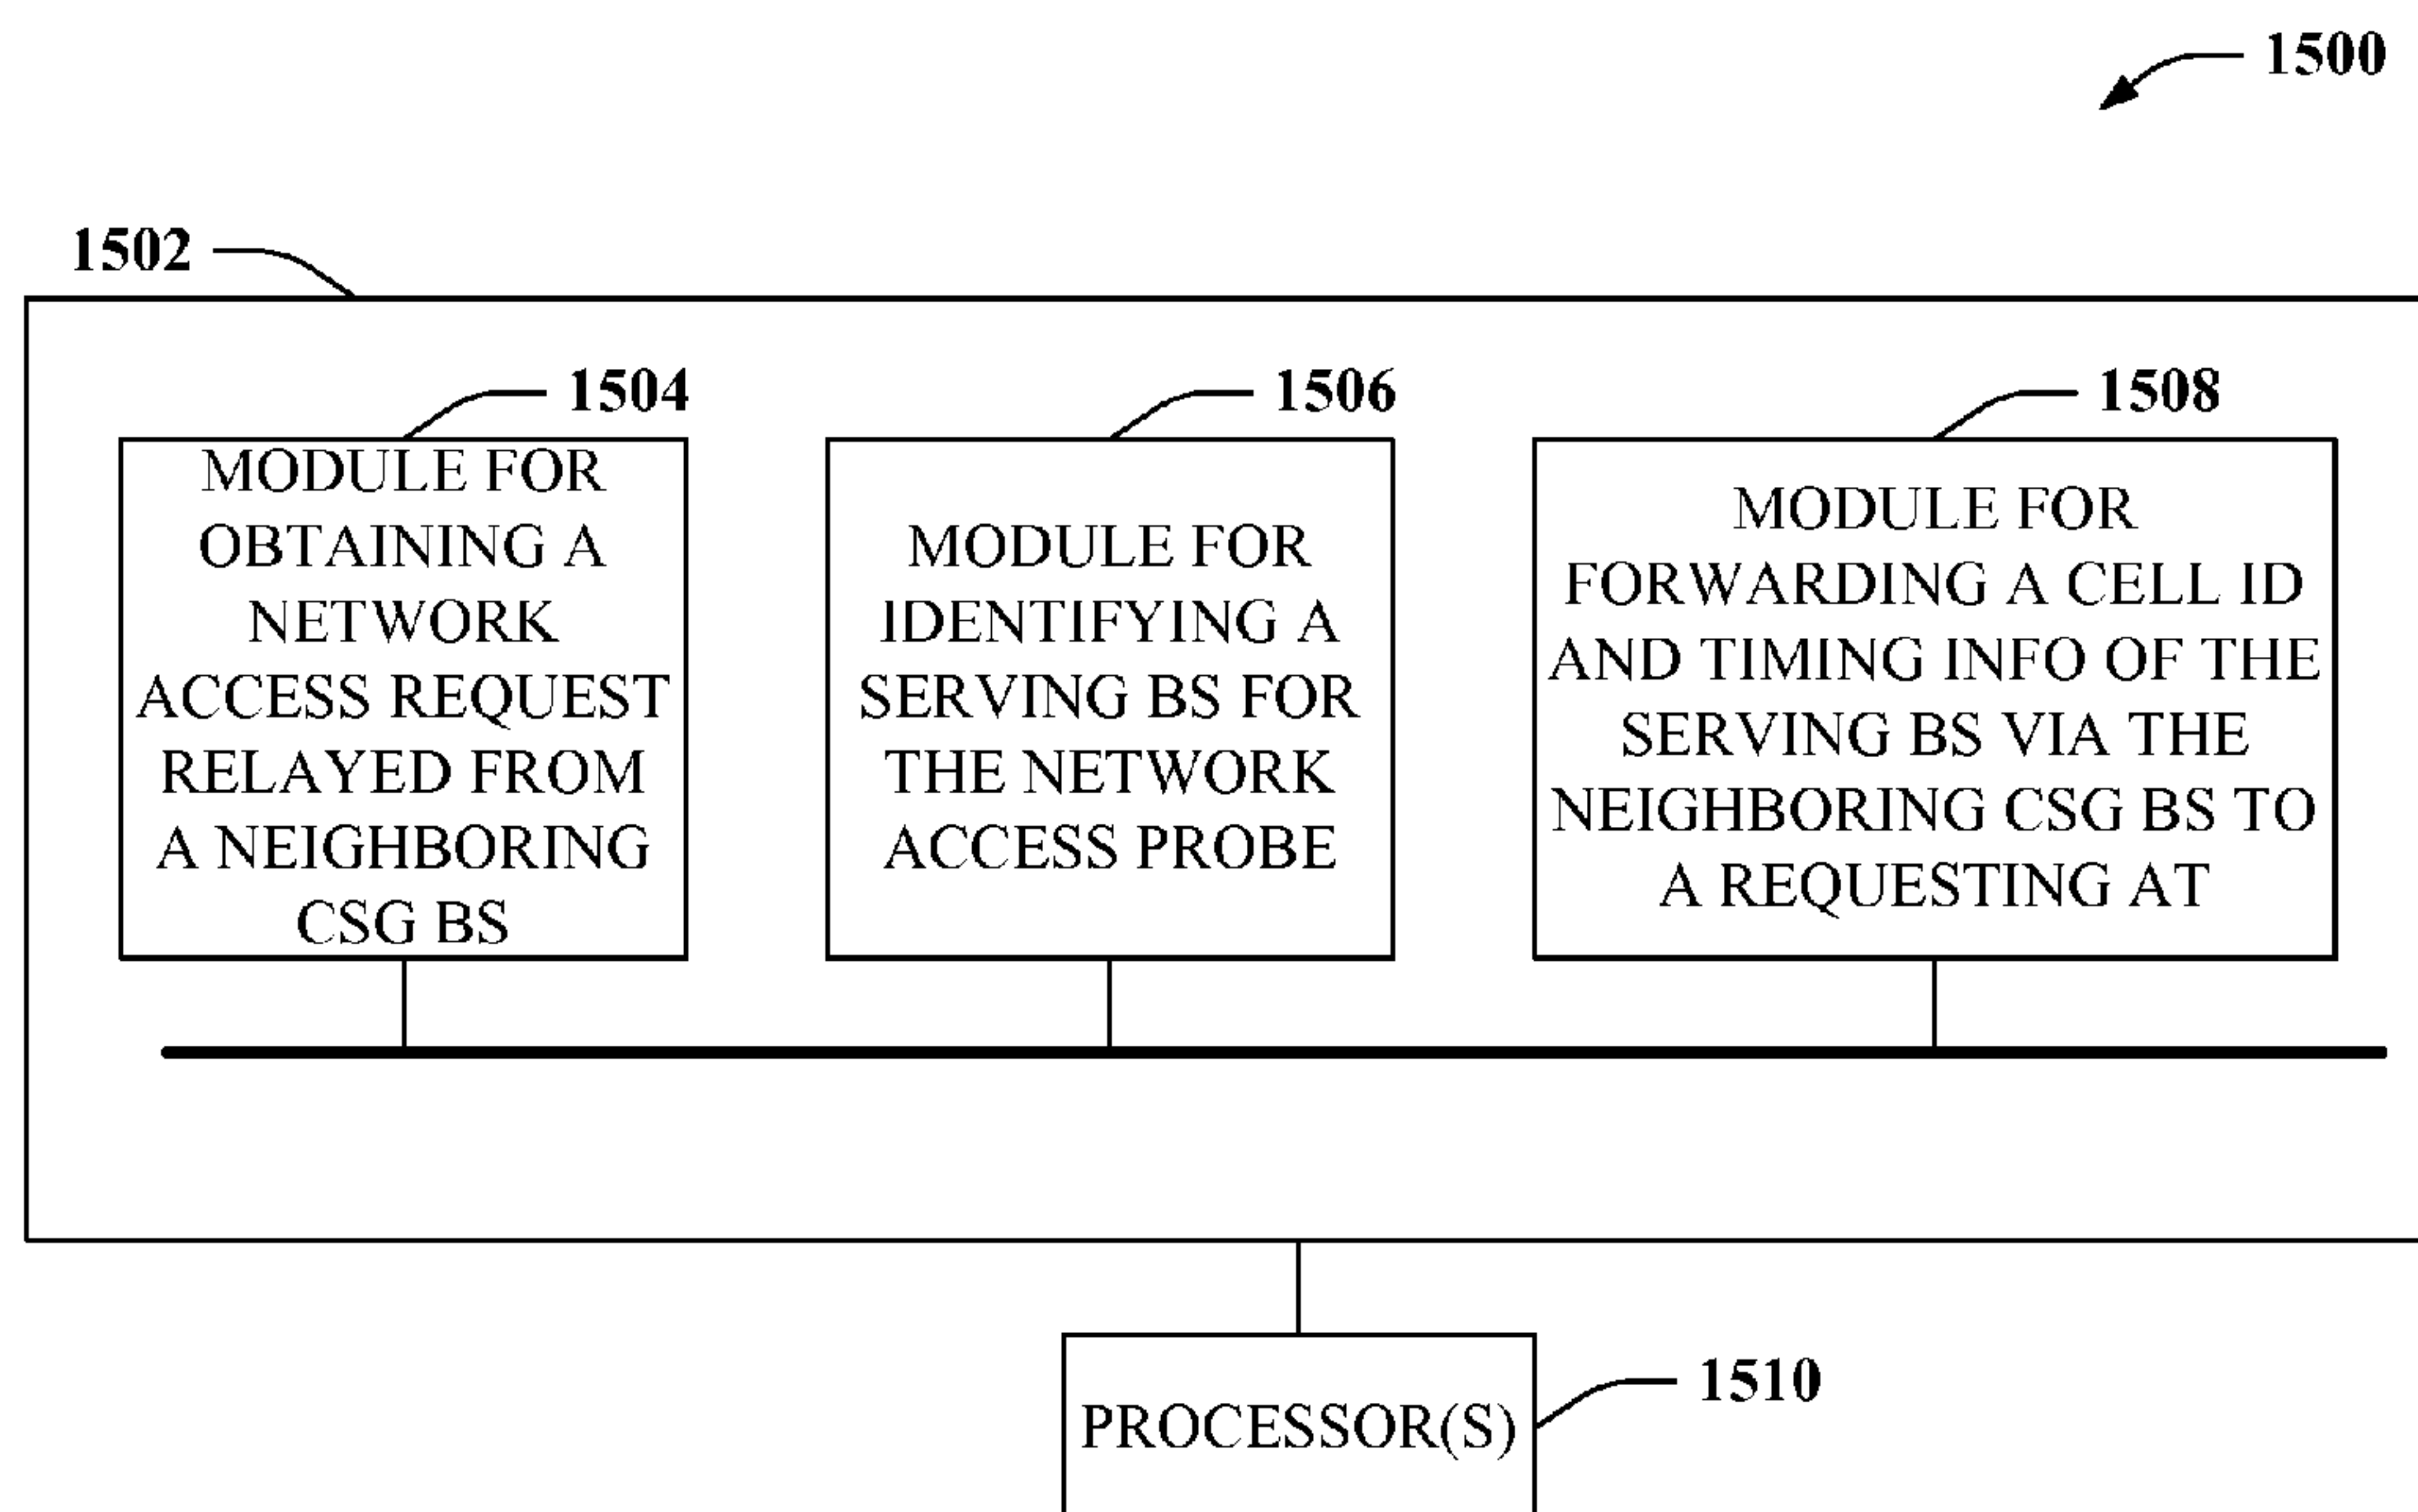 1500
1502
1504
MODULE FOR
OBTAINING A
NETWORK
ACCESS REQUEST
RELAYED FROM
A NEIGHBORING
CSG BS
1506
MODULE FOR
IDENTIFYING A
SERVING BS FOR
THE NETWORK
ACCESS PROBE
1508
MODULE FOR
FORWARDING A CELL ID
AND TIMING INFO OF THE
SERVING BS VIA THE
NEIGHBORING CSG BS TO
A REQUESTING AT
PROCESSOR(S)
1510